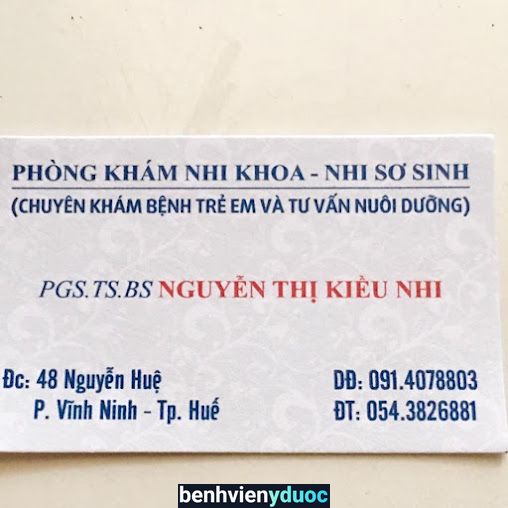 PHÒNG KHÁM NHI KHOA - NHI SƠ SINH
(CHUYÊN KHÁM BỆNH TRẺ EM VÀ TƯ VẤN NUÔI DƯỠNG)
PGS.TS.BS NGUYỄN THỊ KIỀU NHI
Đc: 48 Nguyễn Huệ
P. Vĩnh Ninh - Tp. Huế
DĐ: 091.4078803
ĐT: 054.3826881
benhvienyduoc